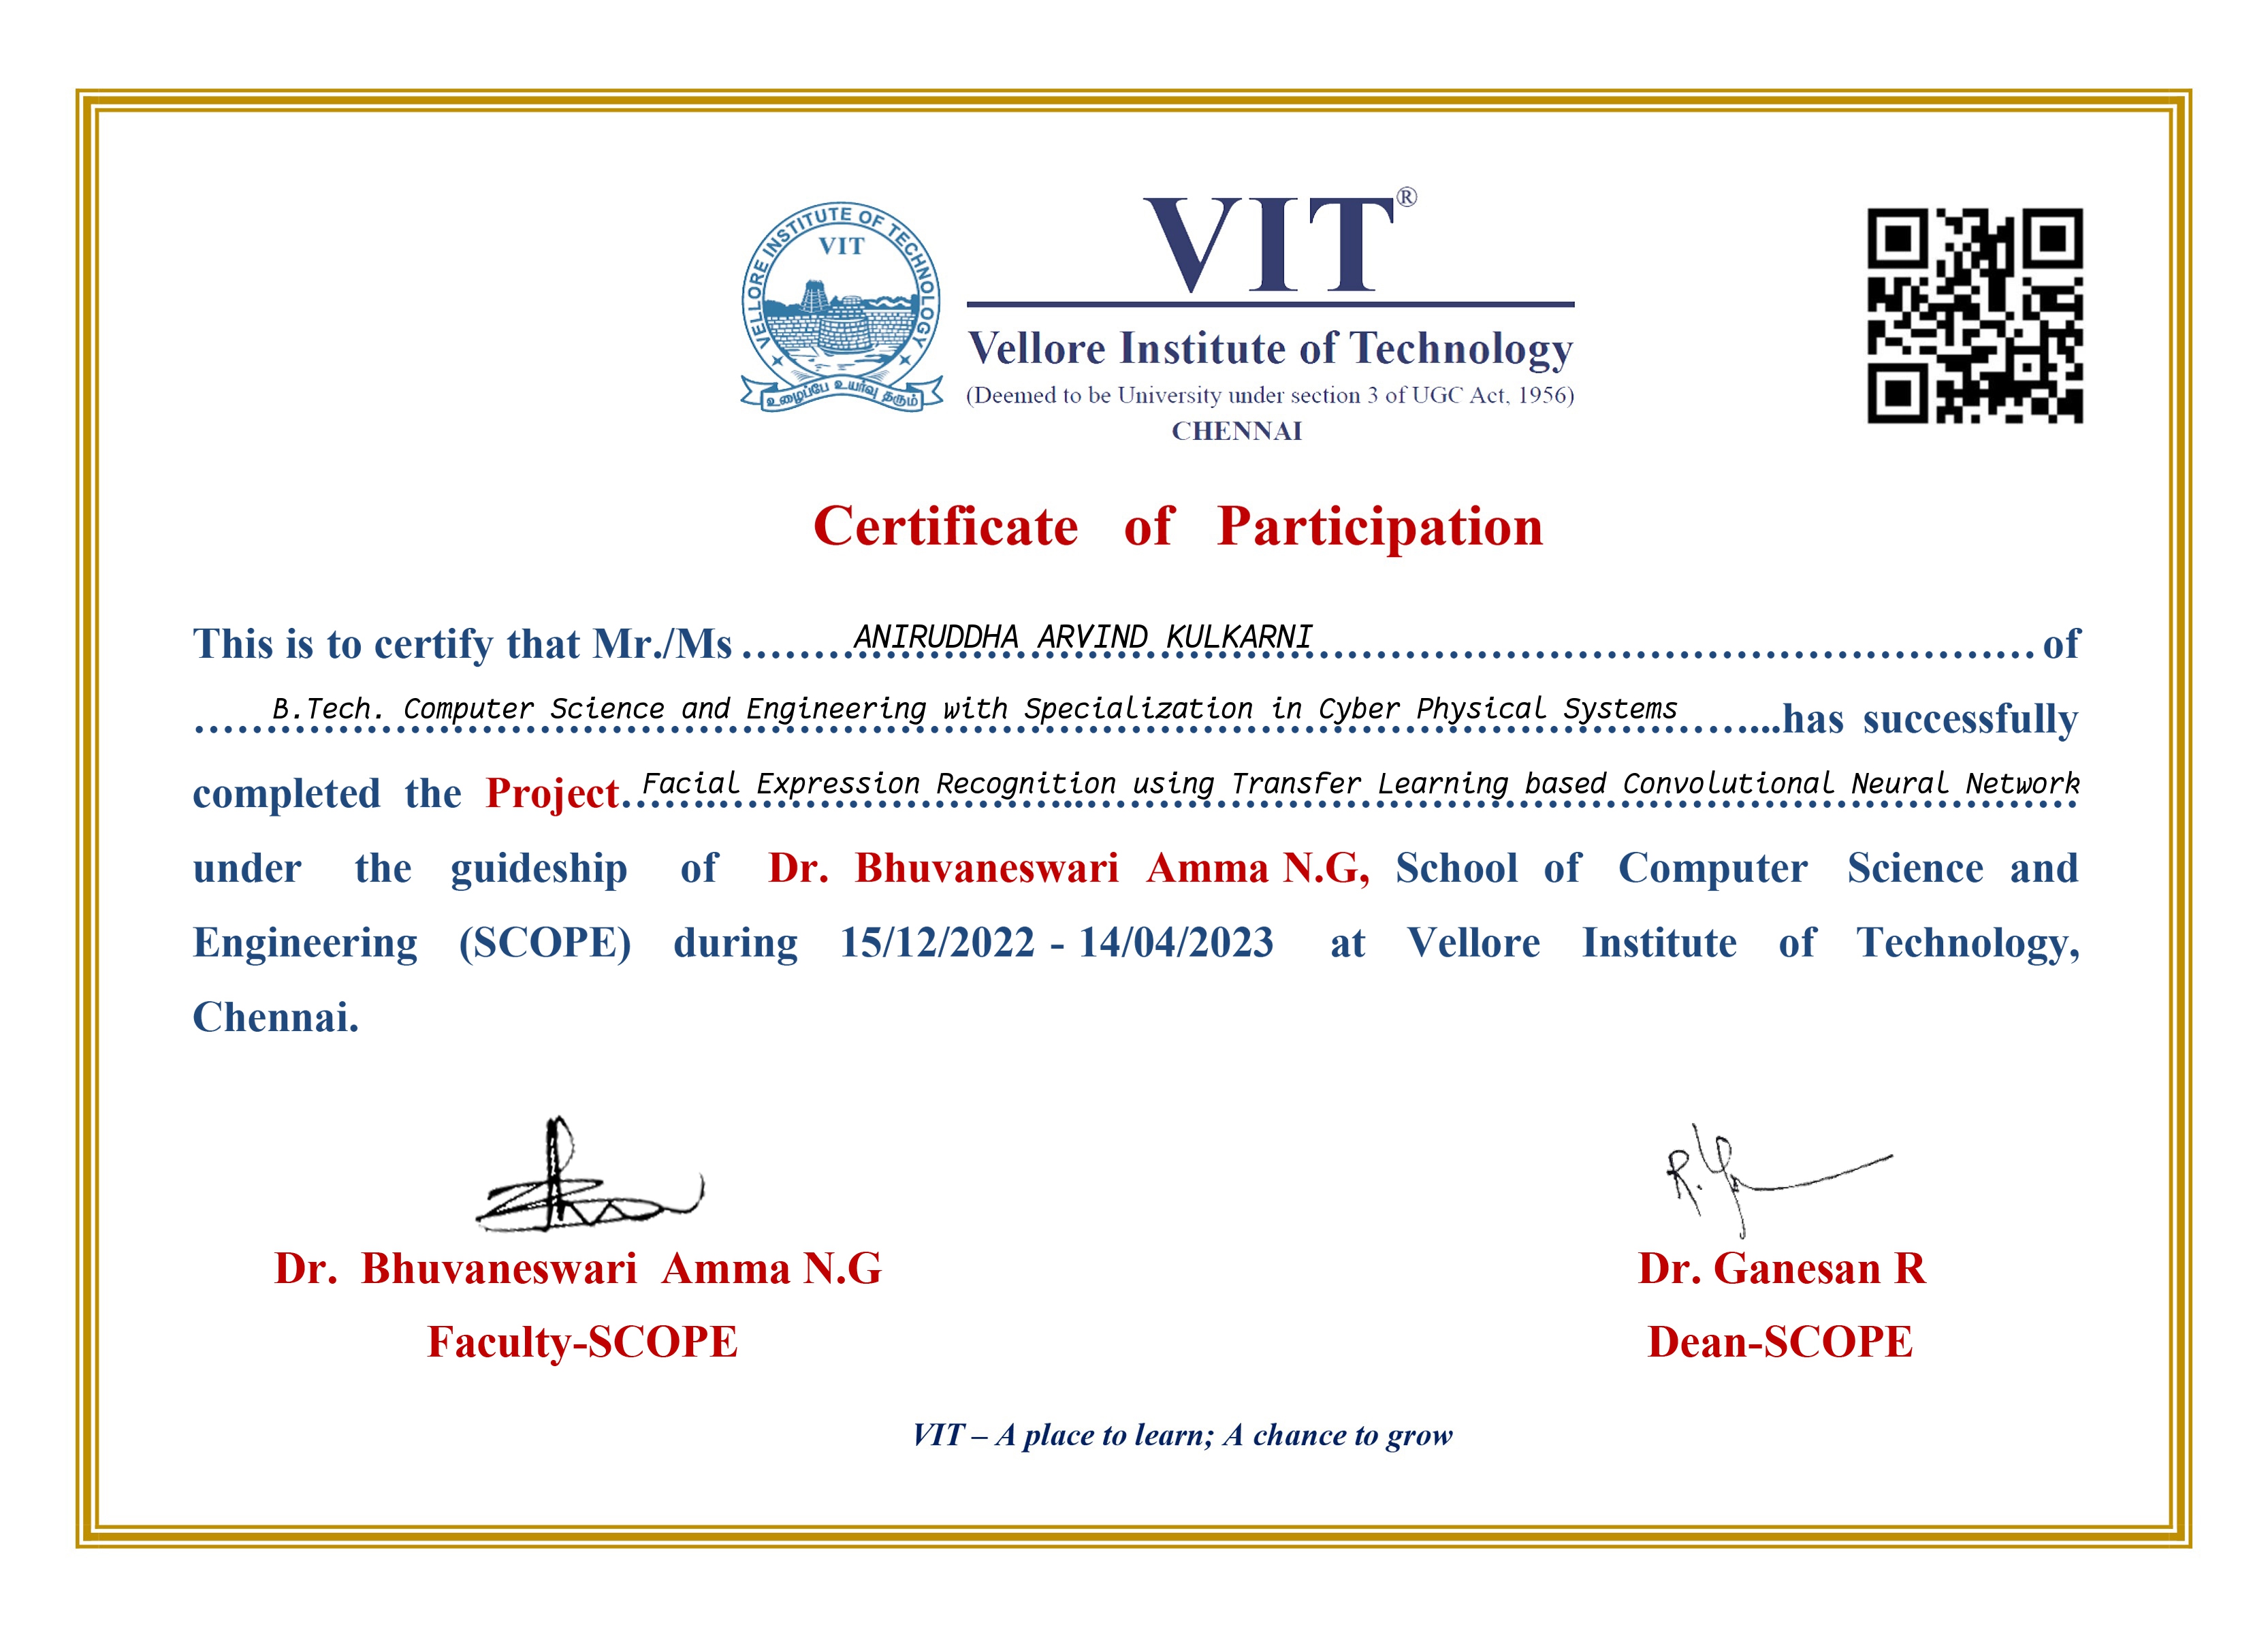 VELLORE INSTITUTE OF TECHNOLOGY
VIT
உழைப்பே உயர்வு தரும்
VIT®
Vellore Institute of Technology
(Deemed to be University under section 3 of UGC Act, 1956)
CHENNAI
Certificate of Participation
This is to certify that Mr./Ms ........ANIRUDDHA ARVIND KULKARNI........................................ of
.....B.Tech. Computer Science and Engineering with Specialization in Cyber Physical Systems.......has successfully
completed the Project.Facial Expression Recognition using Transfer Learning based Convolutional Neural Network
under the guideship of Dr. Bhuvaneswari Amma N.G, School of Computer Science and
Engineering (SCOPE) during 15/12/2022 - 14/04/2023 at Vellore Institute of Technology,
Chennai.
Dr. Bhuvaneswari Amma N.G
Faculty-SCOPE
Dr. Ganesan R
Dean-SCOPE
VIT – A place to learn; A chance to grow